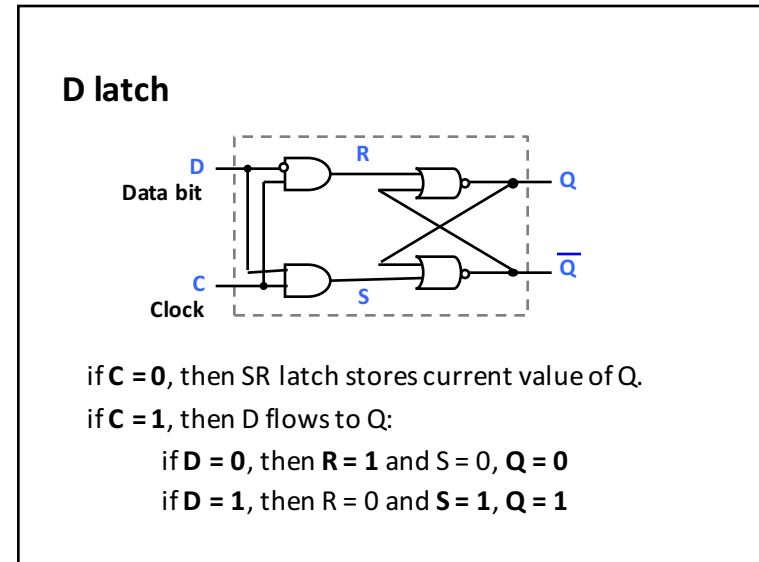 D latch
R
D
Q
Data bit
C
Q̅
S
Clock
if C = 0, then SR latch stores current value of Q.
if C = 1, then D flows to Q:
if D = 0, then R = 1 and S = 0, Q = 0
if D = 1, then R = 0 and S = 1, Q = 1